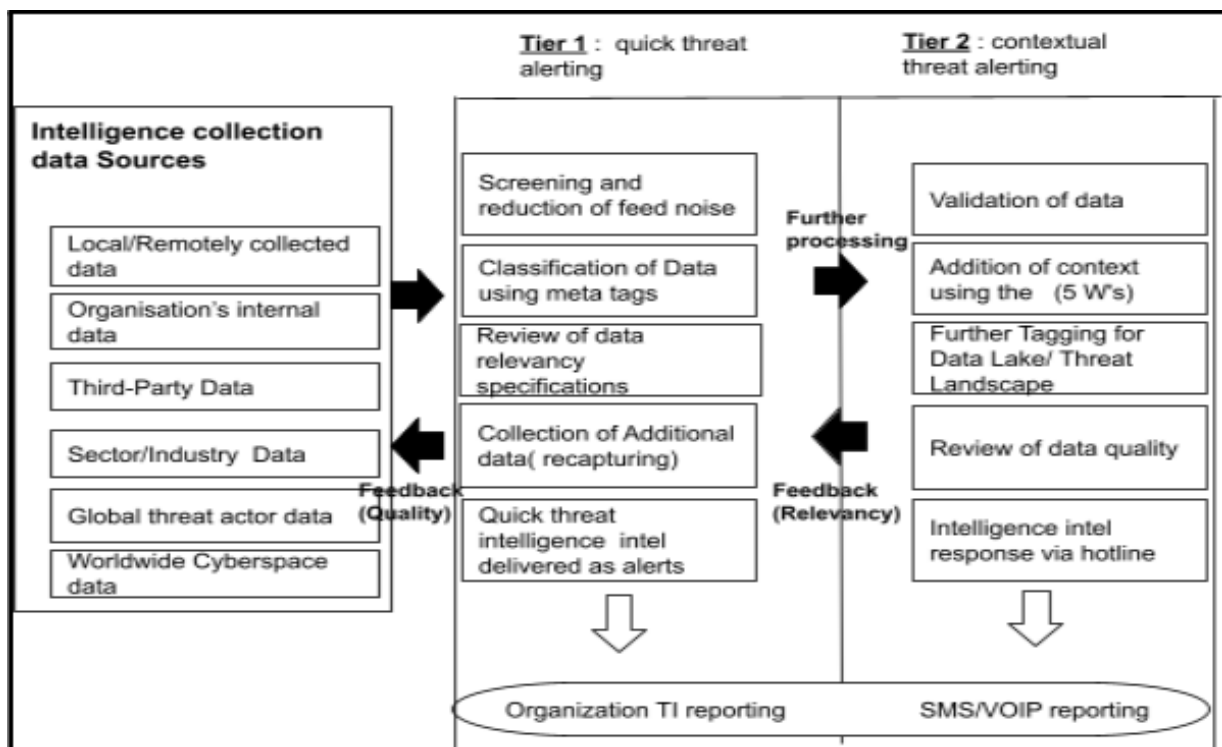 Tier 1 : quick threat
alerting
Tier 2 : contextual
threat alerting
Intelligence collection
data Sources
Local/Remotely collected
data
Organisation's internal
data
Third-Party Data
Sector/Industry Data
Global threat actor data
Worldwide Cyberspace
data
Feedback
(Quality)
Screening and
reduction of feed noise
Classification of Data
using meta tags
Review of data
relevancy
specifications
Collection of Additional
data( recapturing)
Quick threat
intelligence intel
delivered as alerts
Further
processing
Feedback
(Relevancy)
Validation of data
Addition of context
using the (5 W's)
Further Tagging for
Data Lake/ Threat
Landscape
Review of data quality
Intelligence intel
response via hotline
Organization TI reporting
SMS/VOIP reporting